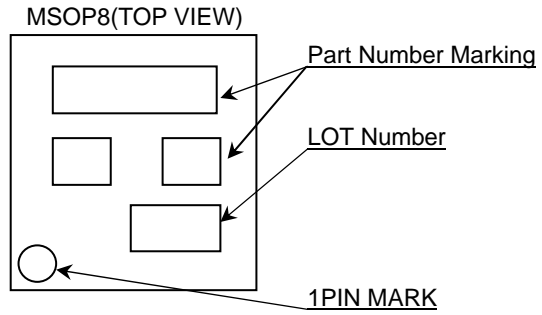 MSOP8(TOP VIEW)
Part Number Marking
LOT Number
1PIN MARK